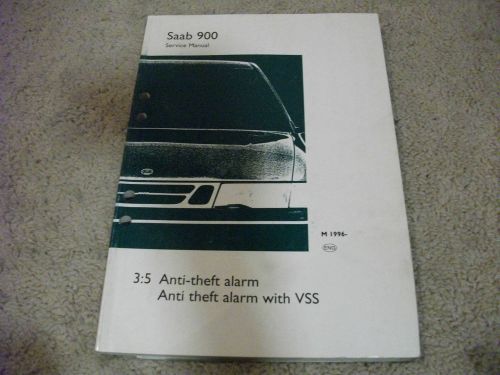 Saab 900
Service Manual
M 1996-
ENG
3:5 Anti-theft alarm
Anti theft alarm with VSS